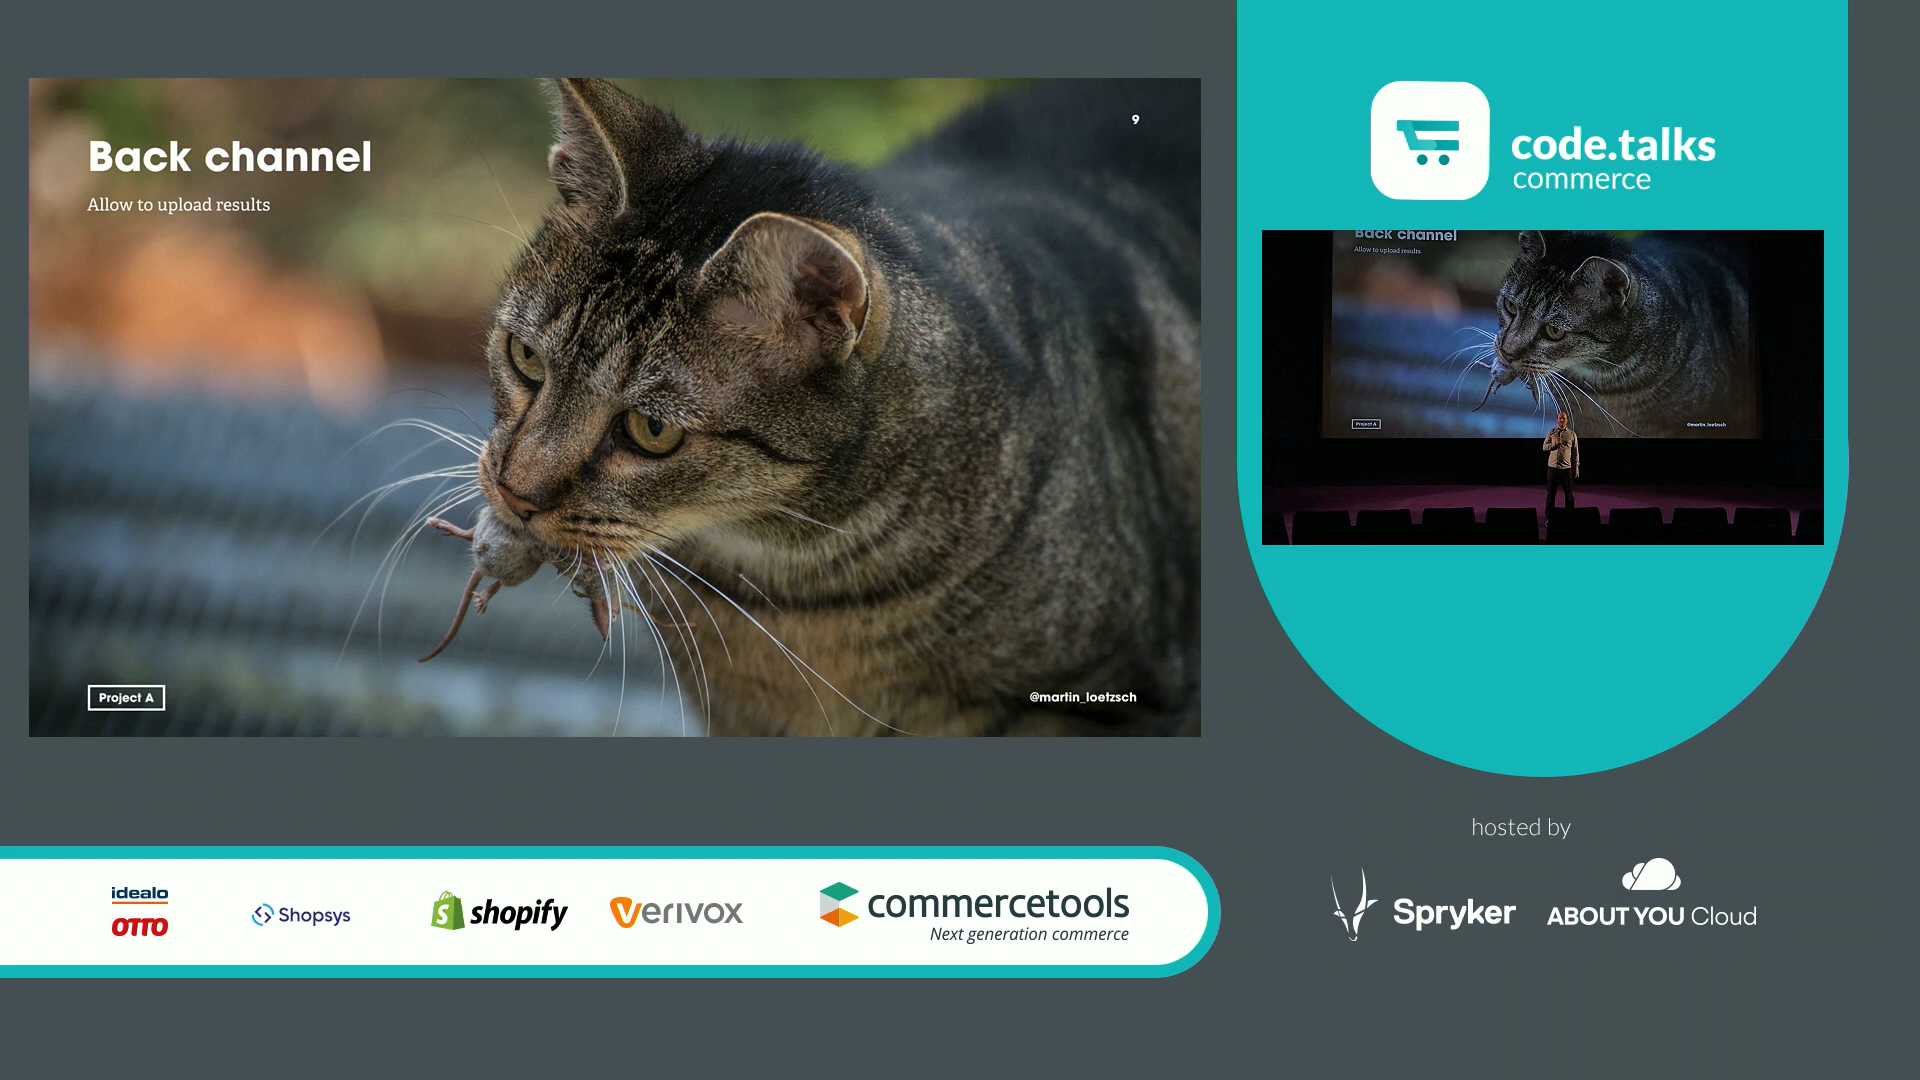 Back channel
Allow to upload results
9
Project A
@martin_loetzsch
code.talks
commerce
Back channel
Allow to upload results
Project A
@martin_loetzsch
hosted by
Spryker
ABOUT YOU Cloud
idealo
OTTO
Shopsys
shopify
VERIVOX
commercetools
Next generation commerce